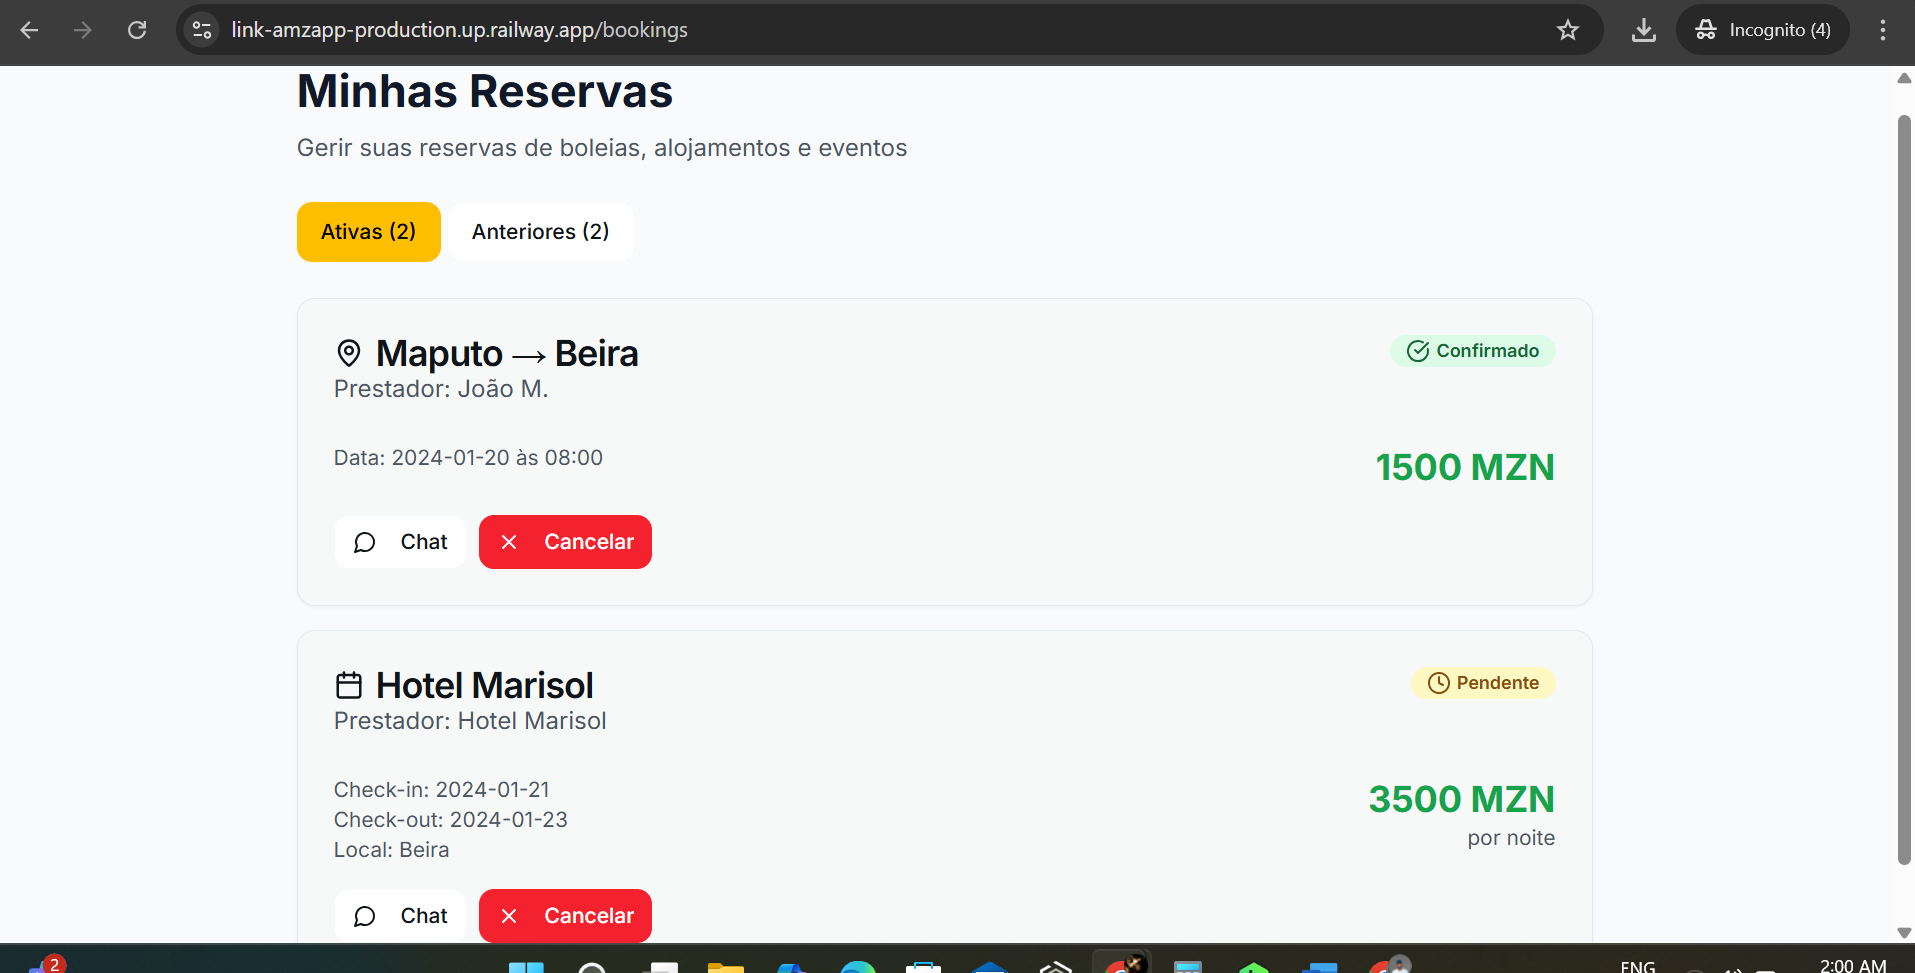 link-amzapp-production.up.railway.app/bookings
Incognito (4)
Minhas Reservas
Gerir suas reservas de boleias, alojamentos e eventos
Ativas (2)
Anteriores (2)
Maputo → Beira
Confirmado
Prestador: João M.
Data: 2024-01-20 às 08:00
1500 MZN
Chat
Cancelar
Hotel Marisol
Pendente
Prestador: Hotel Marisol
Check-in: 2024-01-21
Check-out: 2024-01-23
Local: Beira
3500 MZN
por noite
Chat
Cancelar
2
ENG
2:00 AM